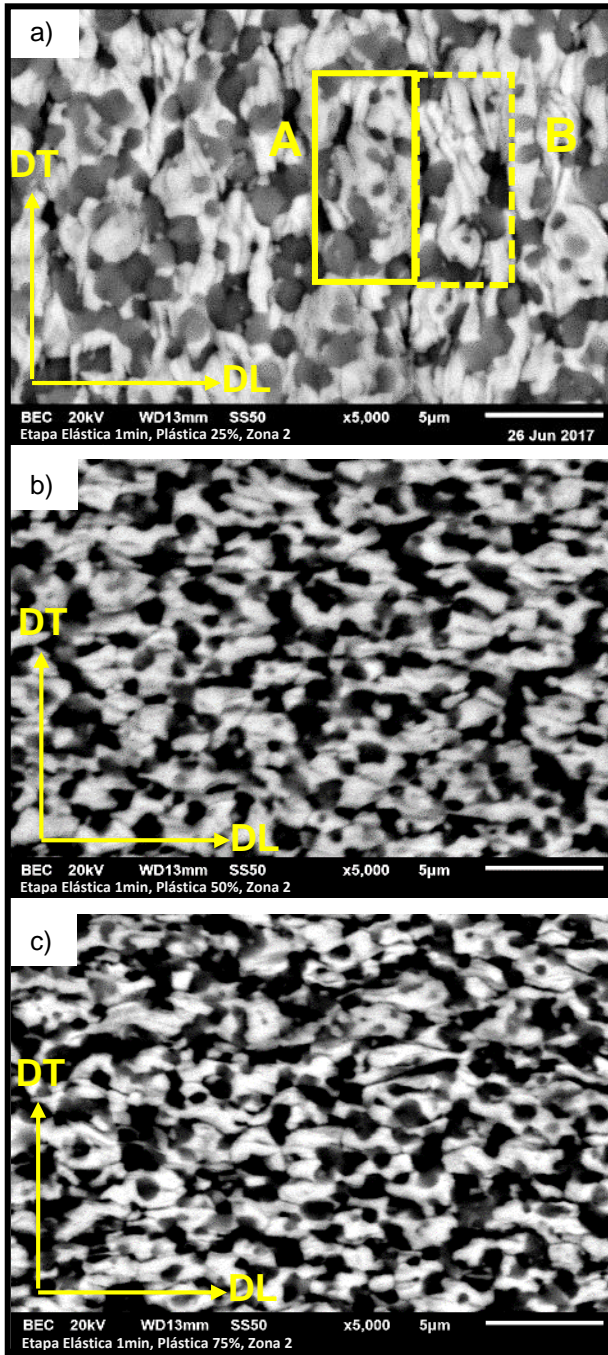 a)
A
B
DT
DL
BEC 20kV WD13mm SS50 x5,000 5µm
Etapa Elástica 1min, Plástica 25%, Zona 2
26 Jun 2017
b)
DT
DL
BEC 20kV WD13mm SS50 x5,000 5µm
Etapa Elástica 1min, Plástica 50%, Zona 2
c)
DT
DL
BEC 20kV WD13mm SS50 x5,000 5µm
Etapa Elástica 1min, Plástica 75%, Zona 2